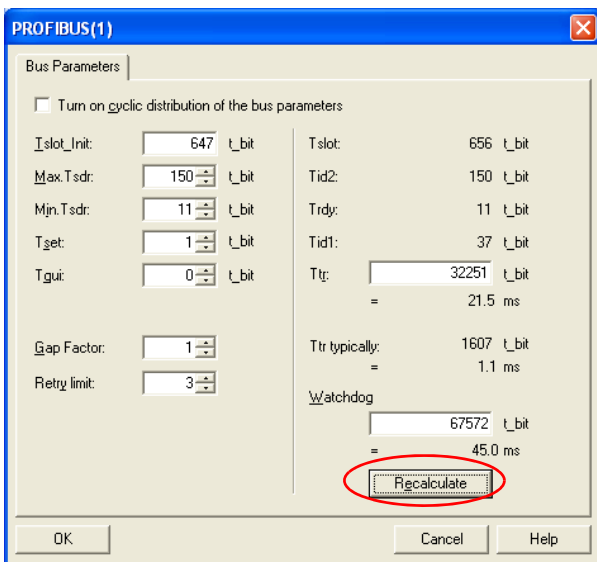 PROFIBUS(1)
Bus Parameters
Turn on cyclic distribution of the bus parameters
Tslot_Init: 647 t_bit
Max.Tsdr: 150 t_bit
Min.Tsdr: 11 t_bit
Tset: 1 t_bit
Tqui: 0 t_bit
Gap Factor: 1
Retry limit: 3
Tslot: 656 t_bit
Tid2: 150 t_bit
Trdy: 11 t_bit
Tid1: 37 t_bit
Ttr: 32251 t_bit
= 21.5 ms
Ttr typically: 1607 t_bit
= 1.1 ms
Watchdog
67572 t_bit
= 45.0 ms
Recalculate
OK
Cancel
Help